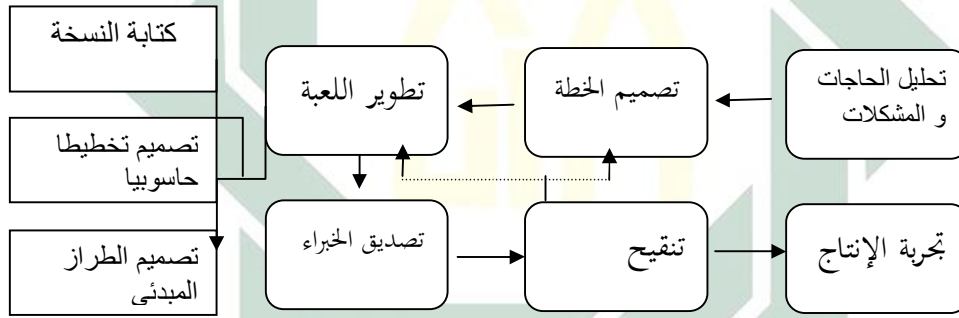 تحليل الحاجات
و المشكلات
تصميم الخطة
تطوير اللعبة
كتابة النسخة
تصميم تخطيطا
حاسوبيا
تصميم الطراز
المبدئي
تصديق الخبراء
تنقيح
تجربة الإنتاج